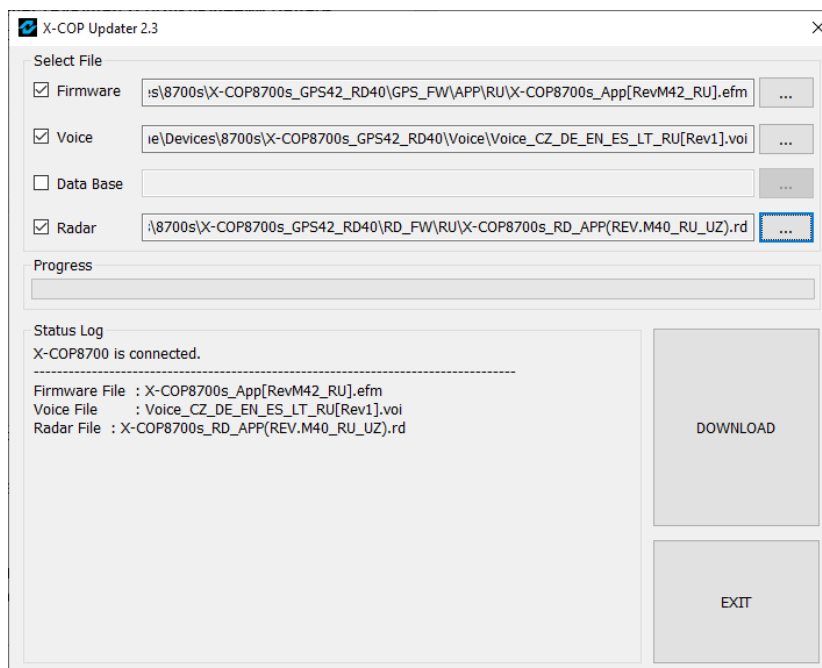 X-COP Updater 2.3
Select File
Firmware :s\8700s\X-COP8700s_GPS42_RD40\GPS_FW\APP\RU\X-COP8700s_App[RevM42_RU].efm ...
Voice ıe\Devices\8700s\X-COP8700s_GPS42_RD40\Voice\Voice_CZ_DE_EN_ES_LT_RU[Rev1].voi ...
Data Base ...
Radar :\8700s\X-COP8700s_GPS42_RD40\RD_FW\RU\X-COP8700s_RD_APP(REV.M40_RU_UZ).rd ...
Progress
Status Log
X-COP8700 is connected.
--------------------------------------------------------------------------------
Firmware File : X-COP8700s_App[RevM42_RU].efm
Voice File : Voice_CZ_DE_EN_ES_LT_RU[Rev1].voi
Radar File : X-COP8700s_RD_APP(REV.M40_RU_UZ).rd
DOWNLOAD
EXIT